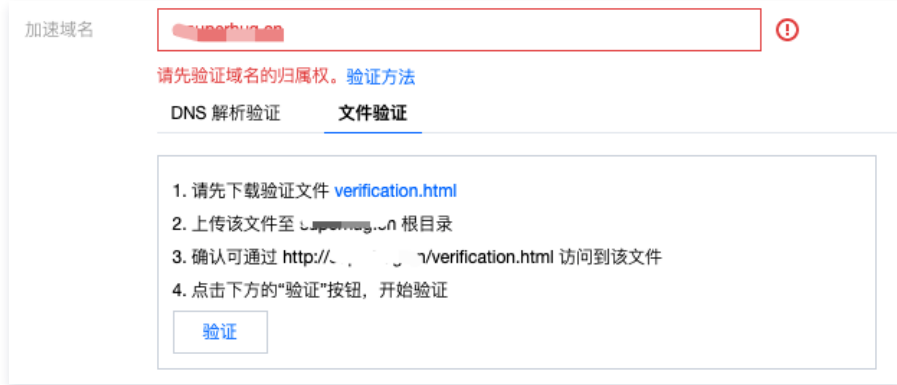 加速域名
请先验证域名的归属权。验证方法
DNS 解析验证 文件验证
1. 请先下载验证文件 verification.html
2. 上传该文件至 根目录
3. 确认可通过 http:// /verification.html 访问到该文件
4. 点击下方的“验证”按钮，开始验证
验证